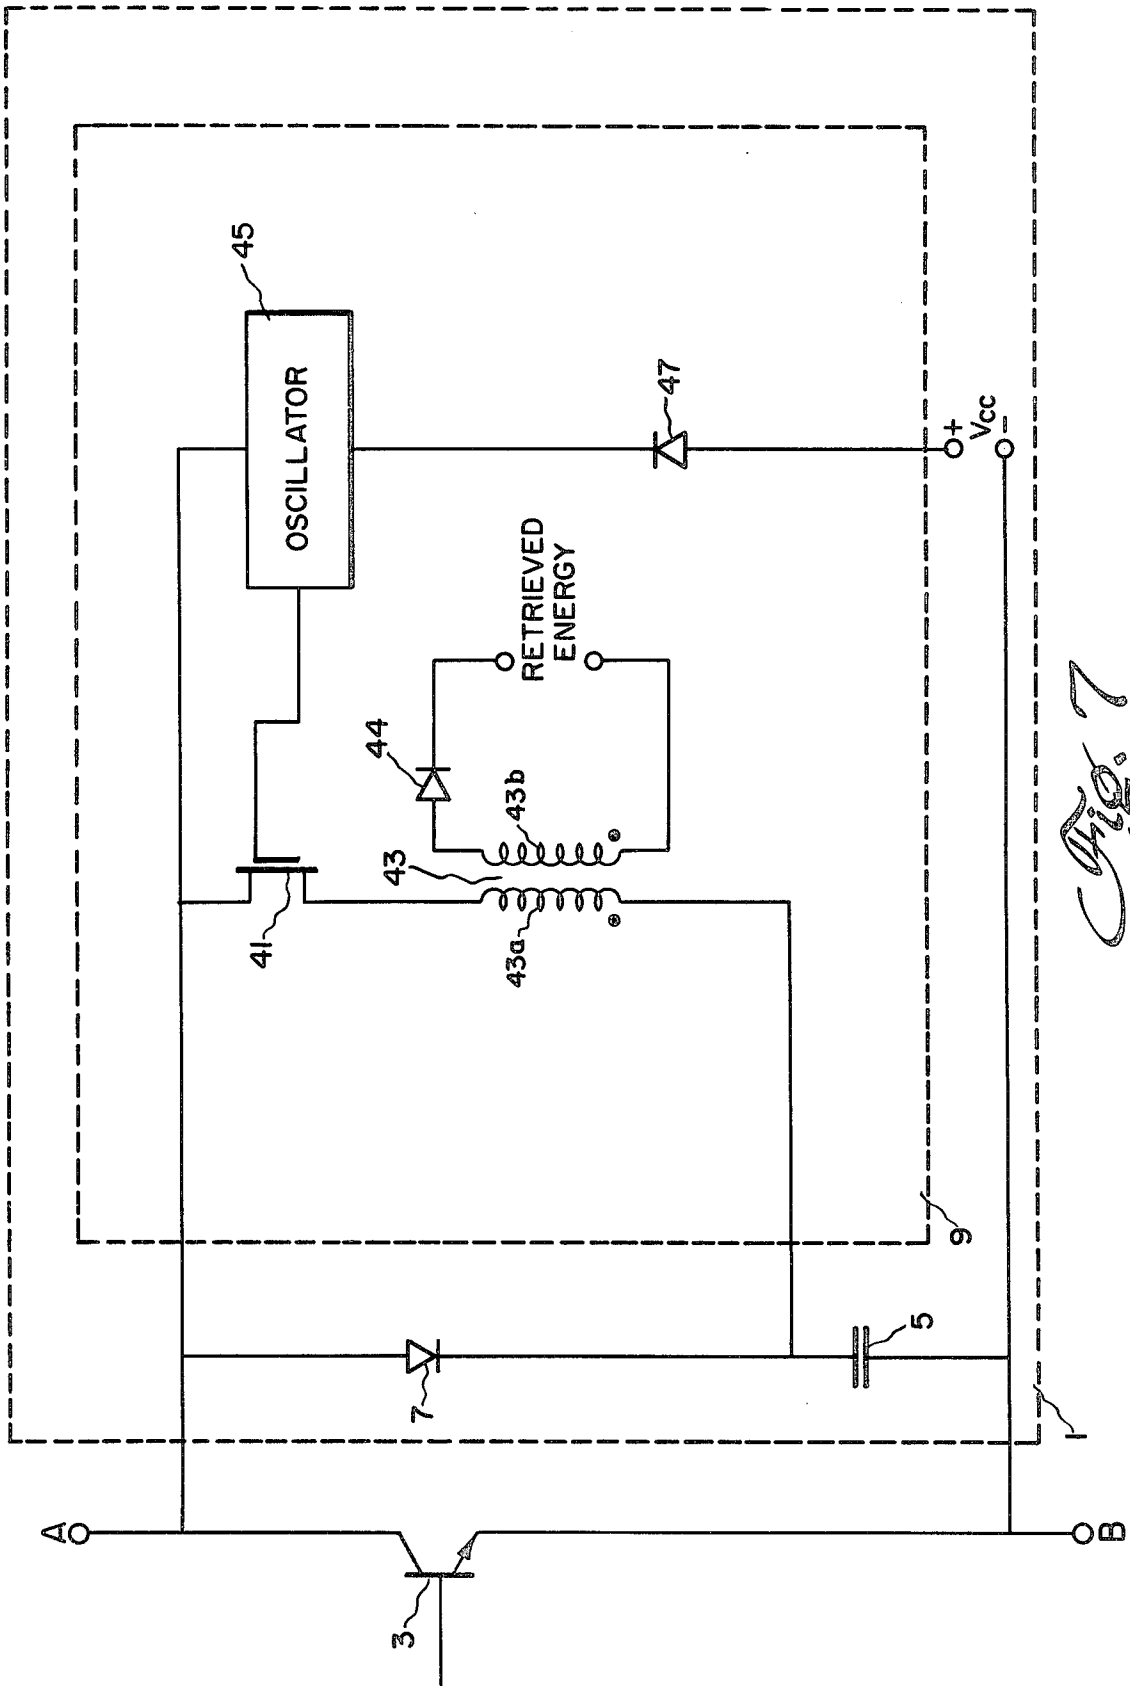 A
3
B
7
5
1
9
41
43
43a
43b
44
RETRIEVED
ENERGY
45
OSCILLATOR
47
+
Vcc
-
Fig. 7